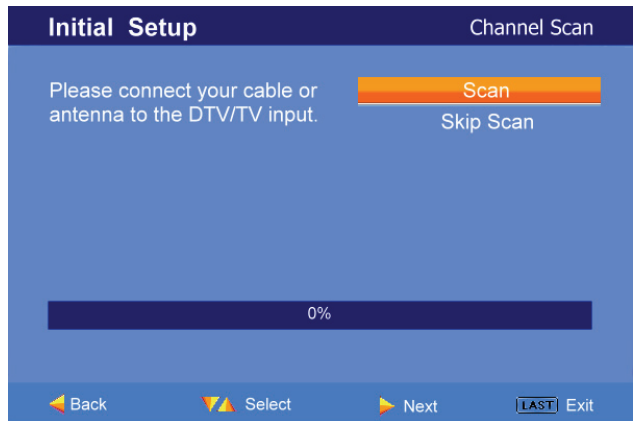 Initial Setup
Channel Scan
Please connect your cable or
antenna to the DTV/TV input.
Scan
Skip Scan
0%
Back
Select
Next
LAST Exit